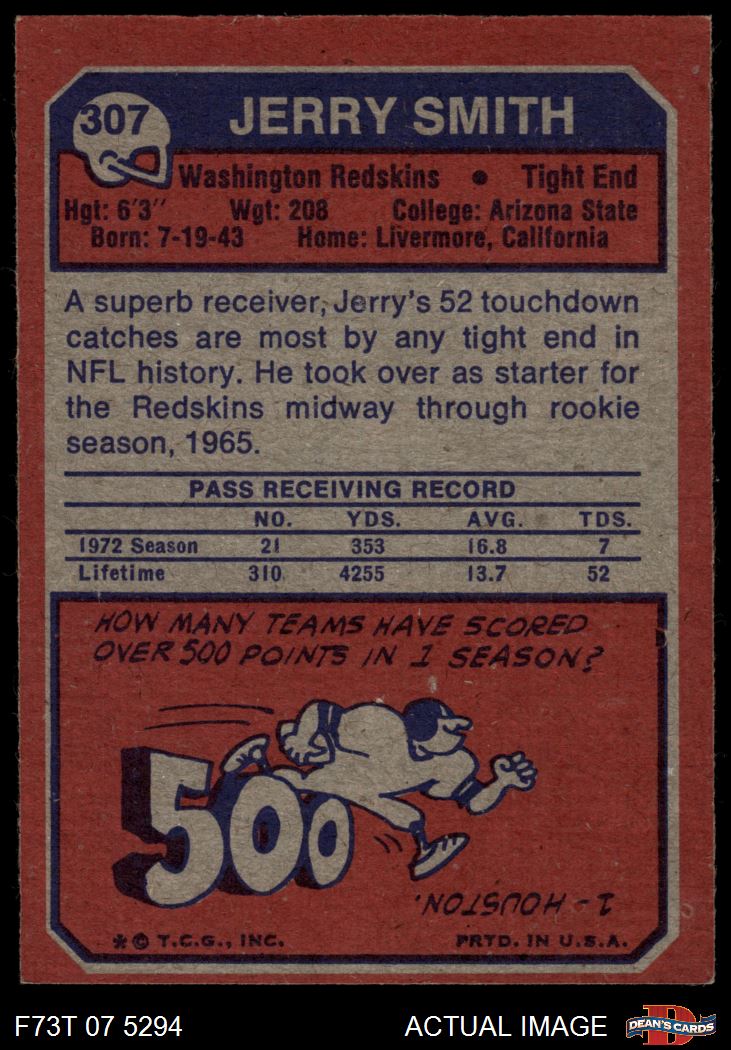 307
JERRY SMITH
Washington Redskins • Tight End
Hgt: 6'3" Wgt: 208 College: Arizona State
Born: 7-19-43 Home: Livermore, California
A superb receiver, Jerry's 52 touchdown
catches are most by any tight end in
NFL history. He took over as starter for
the Redskins midway through rookie
season, 1965.
PASS RECEIVING RECORD
NO. YDS. AVG. TDS.
1972 Season 21 353 16.8 7
Lifetime 310 4255 13.7 52
HOW MANY TEAMS HAVE SCORED
OVER 500 POINTS IN 1 SEASON?
500
1 - HOUSTON.
* © T.C.G., INC. PRTD. IN U.S.A.
F73T 07 5294 ACTUAL IMAGE DEAN'S CARDS